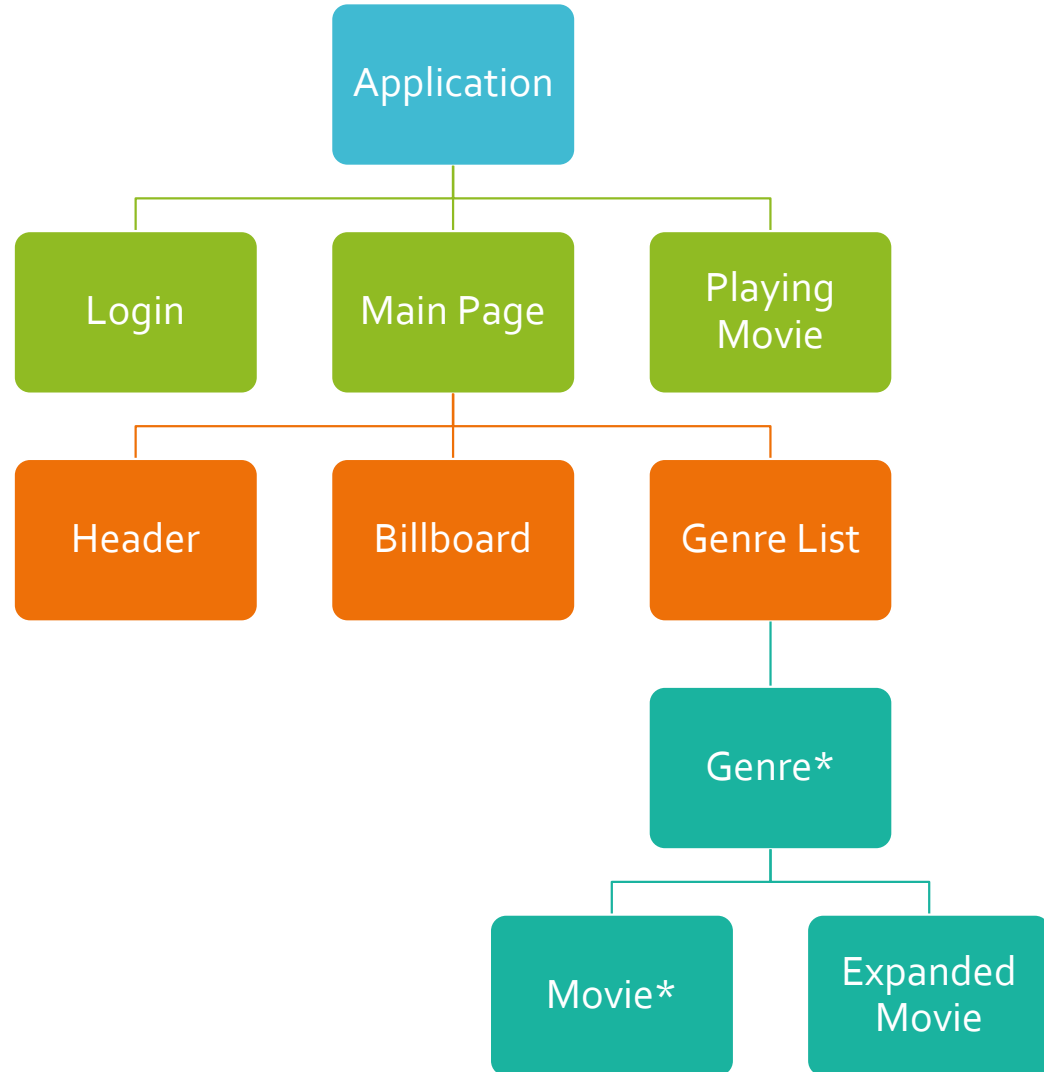 Application
Login
Main Page
Playing
Movie
Header
Billboard
Genre List
Genre*
Movie*
Expanded
Movie